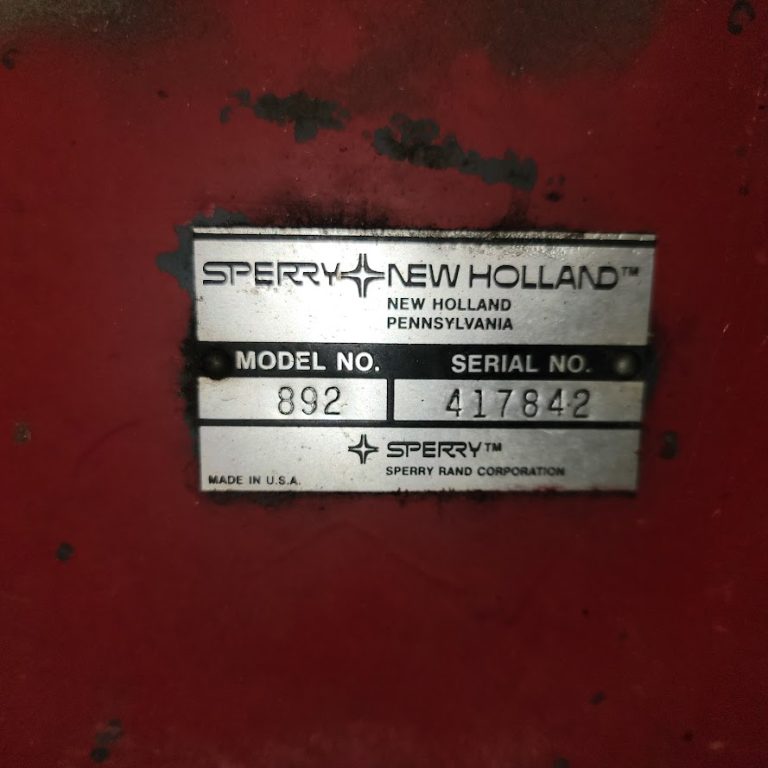 SPERRY NEW HOLLAND™
NEW HOLLAND
PENNSYLVANIA
MODEL NO. SERIAL NO.
892 417842
SPERRY™
SPERRY RAND CORPORATION
MADE IN U.S.A.